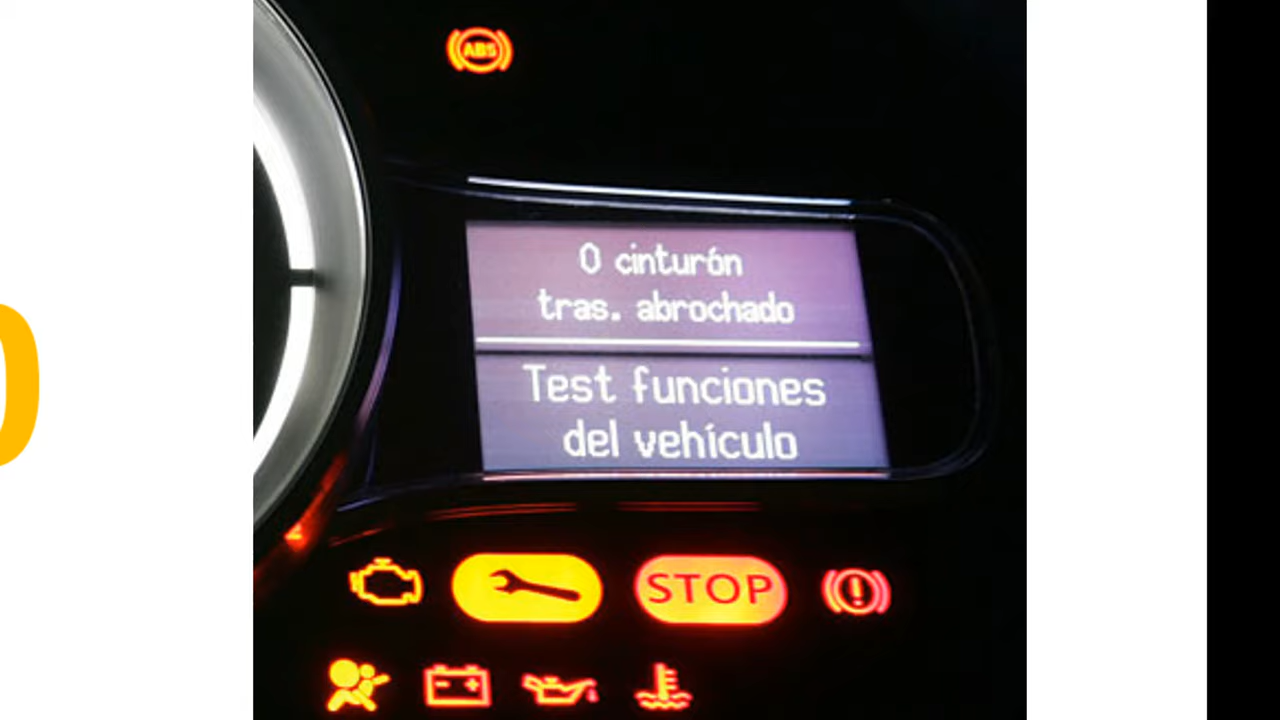 ABS
0 cinturón
tras. abrochado
Test funciones
del vehículo
STOP